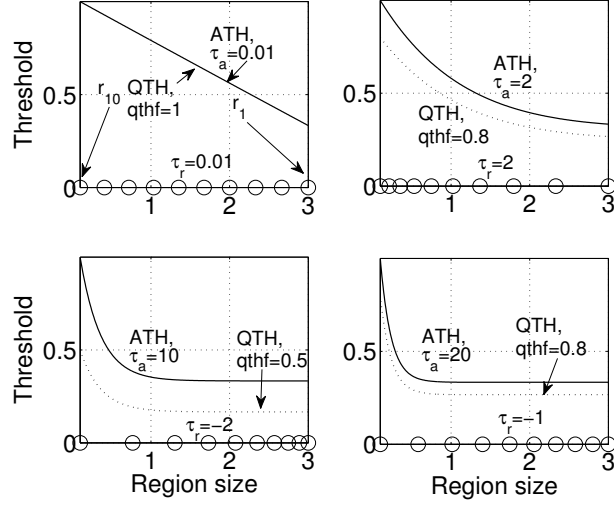 Threshold
0.5
0
ATH,
τa=0.01
r10
QTH,
qthf=1
r1
τr=0.01
1 2 3
0.5
0
ATH,
τa=2
QTH,
qthf=0.8
τr=2
1 2 3
Threshold
0.5
0
ATH,
τa=10
QTH,
qthf=0.5
τr=-2
1 2 3
Region size
0.5
0
ATH,
τa=20
QTH,
qthf=0.8
τr=-1
1 2 3
Region size